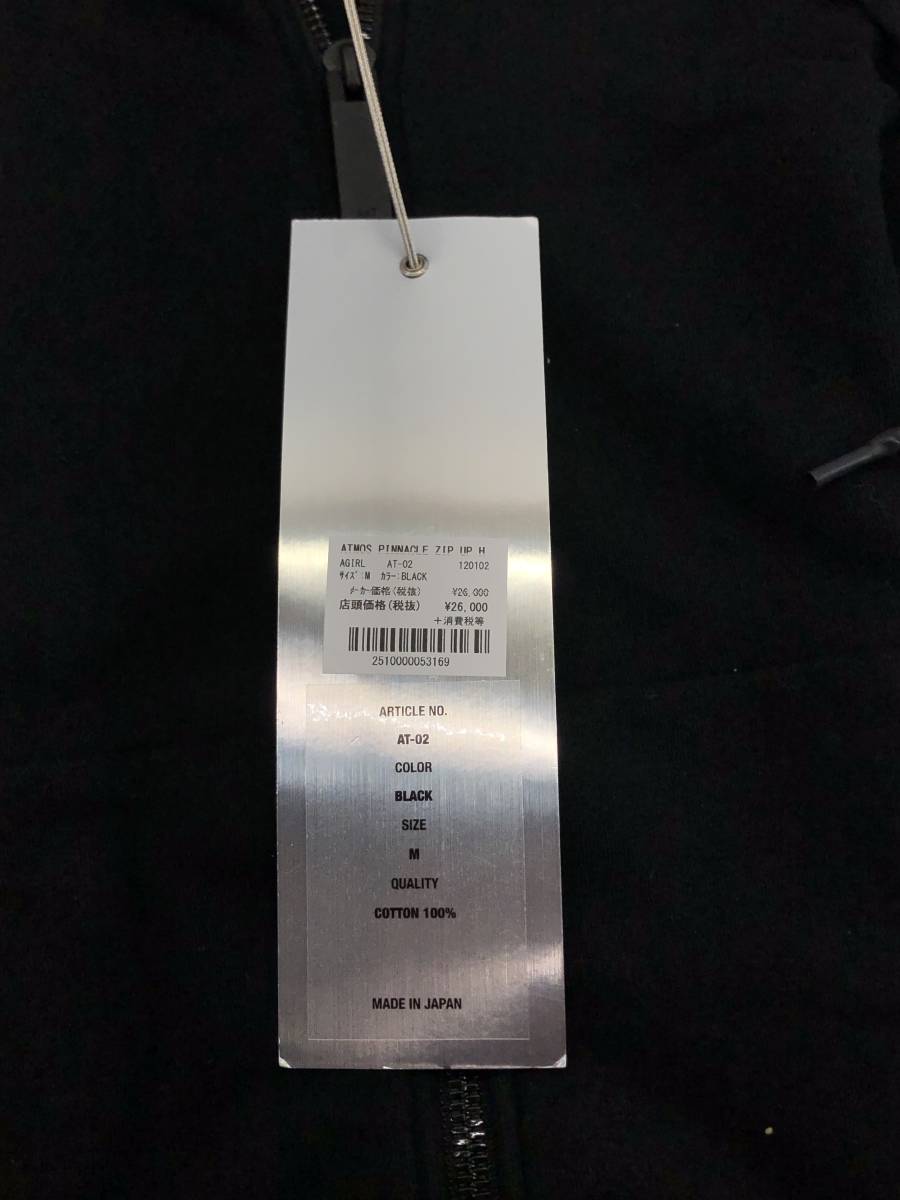 ATMOS PINNACLE ZIP UP H
AGIRL AT-02 120102
ｻｲｽﾞ:M ｶﾗｰ:BLACK
ﾒｰｶｰ価格(税抜) ¥26,000
店頭価格(税抜) ¥26,000
＋消費税等
2510000053169
ARTICLE NO.
AT-02
COLOR
BLACK
SIZE
M
QUALITY
COTTON 100%
MADE IN JAPAN